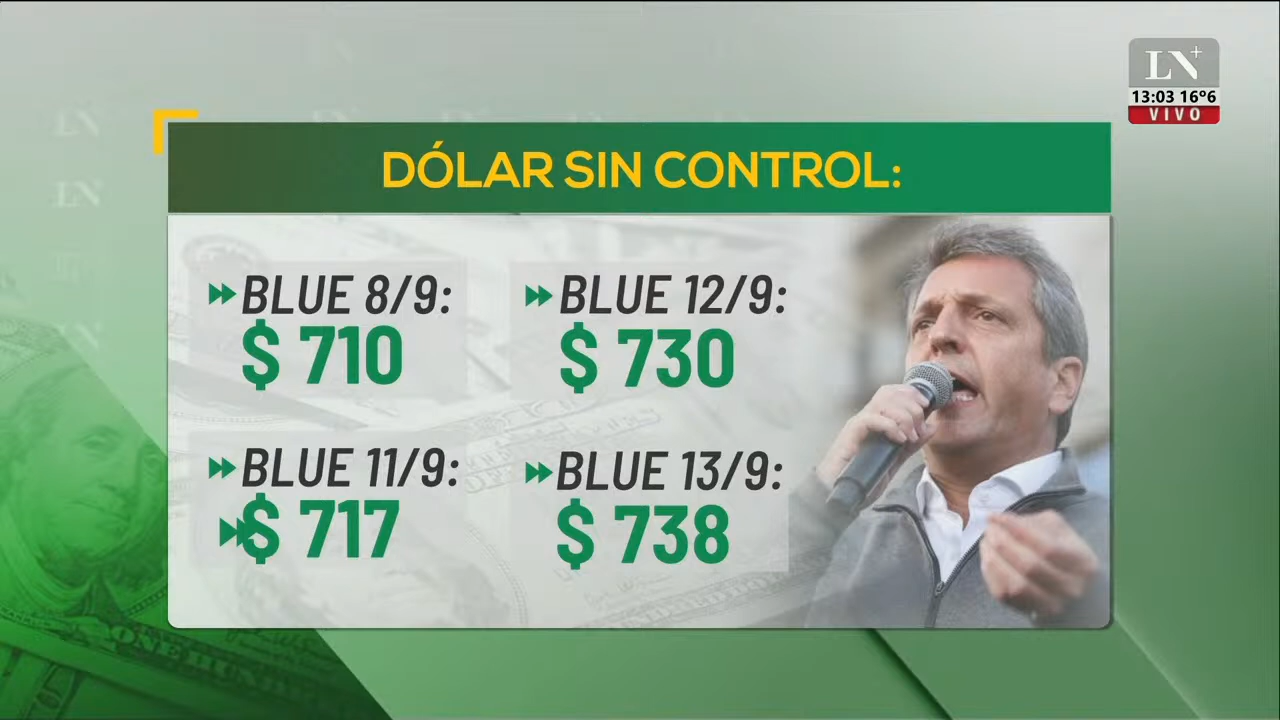 LN+
13:03 16°6
VIVO
DÓLAR SIN CONTROL:
BLUE 8/9:
$ 710
BLUE 12/9:
$ 730
BLUE 11/9:
$ 717
BLUE 13/9:
$ 738